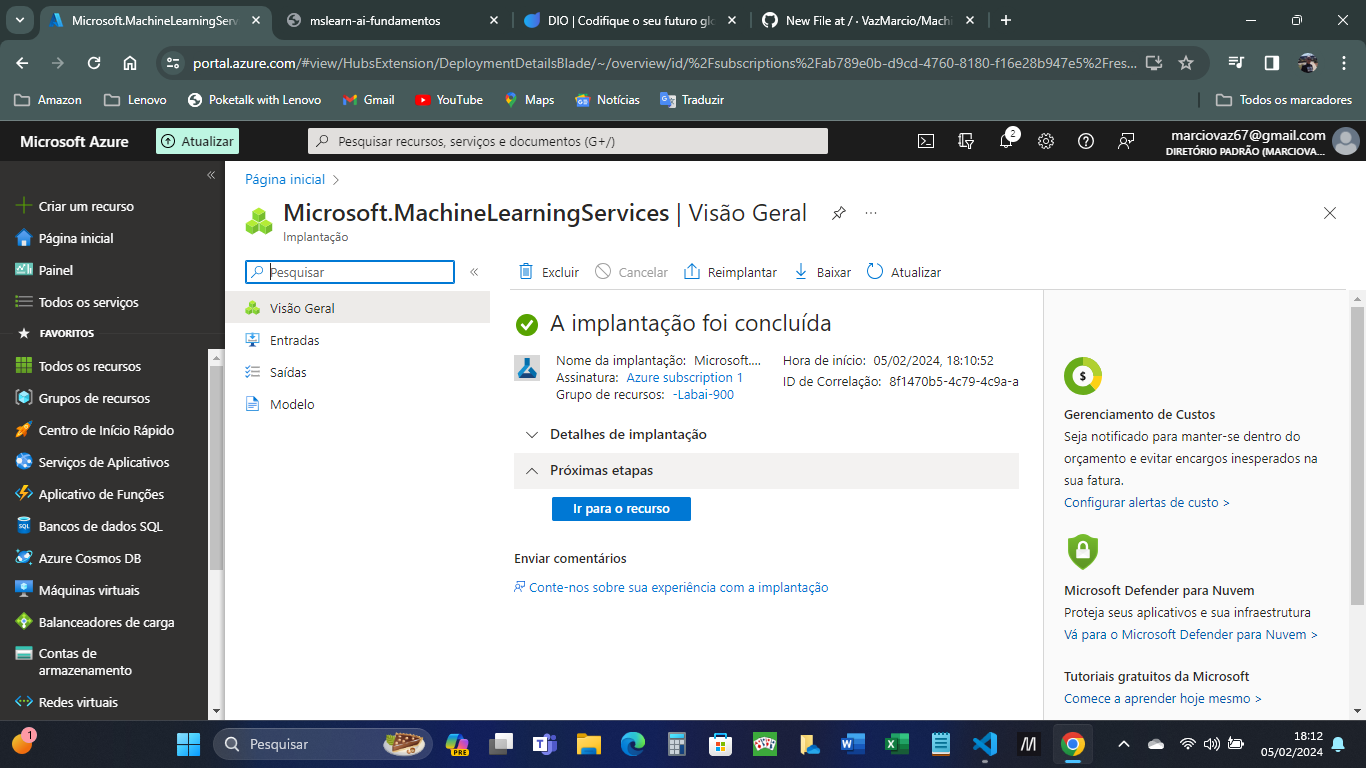 Microsoft.MachineLearningServ
mslearn-ai-fundamentos
DIO | Codifique o seu futuro glo
New File at / · VazMarcio/Machi
portal.azure.com/#view/HubsExtension/DeploymentDetailsBlade/~/overview/id/%2Fsubscriptions%2Fab789e0b-d9cd-4760-8180-f16e28b947e5%2Fres...
Amazon
Lenovo
Poketalk with Lenovo
Gmail
YouTube
Maps
Notícias
Traduzir
Todos os marcadores
Microsoft Azure
Atualizar
Pesquisar recursos, serviços e documentos (G+/)
2
marciovaz67@gmail.com
DIRETÓRIO PADRÃO (MARCIOVA...
Criar um recurso
Página inicial
Painel
Todos os serviços
FAVORITOS
Todos os recursos
Grupos de recursos
Centro de Início Rápido
Serviços de Aplicativos
Aplicativo de Funções
Bancos de dados SQL
Azure Cosmos DB
Máquinas virtuais
Balanceadores de carga
Contas de
armazenamento
Redes virtuais
Página inicial
Microsoft.MachineLearningServices | Visão Geral
Implantação
Pesquisar
Visão Geral
Entradas
Saídas
Modelo
Excluir
Cancelar
Reimplantar
Baixar
Atualizar
A implantação foi concluída
Nome da implantação: Microsoft....
Assinatura: Azure subscription 1
Grupo de recursos: -Labai-900
Hora de início: 05/02/2024, 18:10:52
ID de Correlação: 8f1470b5-4c79-4c9a-a
Detalhes de implantação
Próximas etapas
Ir para o recurso
Enviar comentários
Conte-nos sobre sua experiência com a implantação
$
Gerenciamento de Custos
Seja notificado para manter-se dentro do
orçamento e evitar encargos inesperados na
sua fatura.
Configurar alertas de custo >
Microsoft Defender para Nuvem
Proteja seus aplicativos e sua infraestrutura
Vá para o Microsoft Defender para Nuvem >
Tutoriais gratuitos da Microsoft
Comece a aprender hoje mesmo >
1
Pesquisar
PRE
18:12
05/02/2024